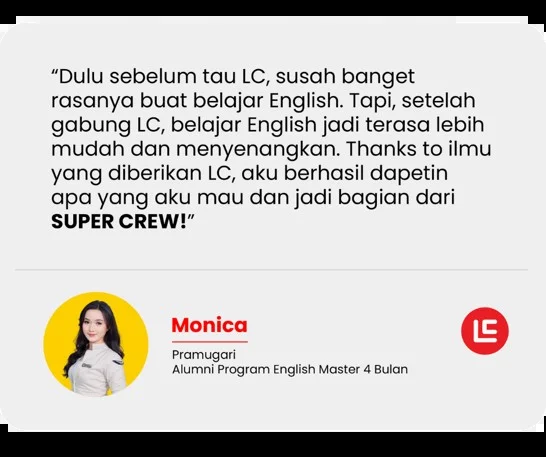 “Dulu sebelum tau LC, susah banget
rasanya buat belajar English. Tapi, setelah
gabung LC, belajar English jadi terasa lebih
mudah dan menyenangkan. Thanks to ilmu
yang diberikan LC, aku berhasil dapetin
apa yang aku mau dan jadi bagian dari
SUPER CREW!”
Monica
Pramugari
Alumni Program English Master 4 Bulan
LC